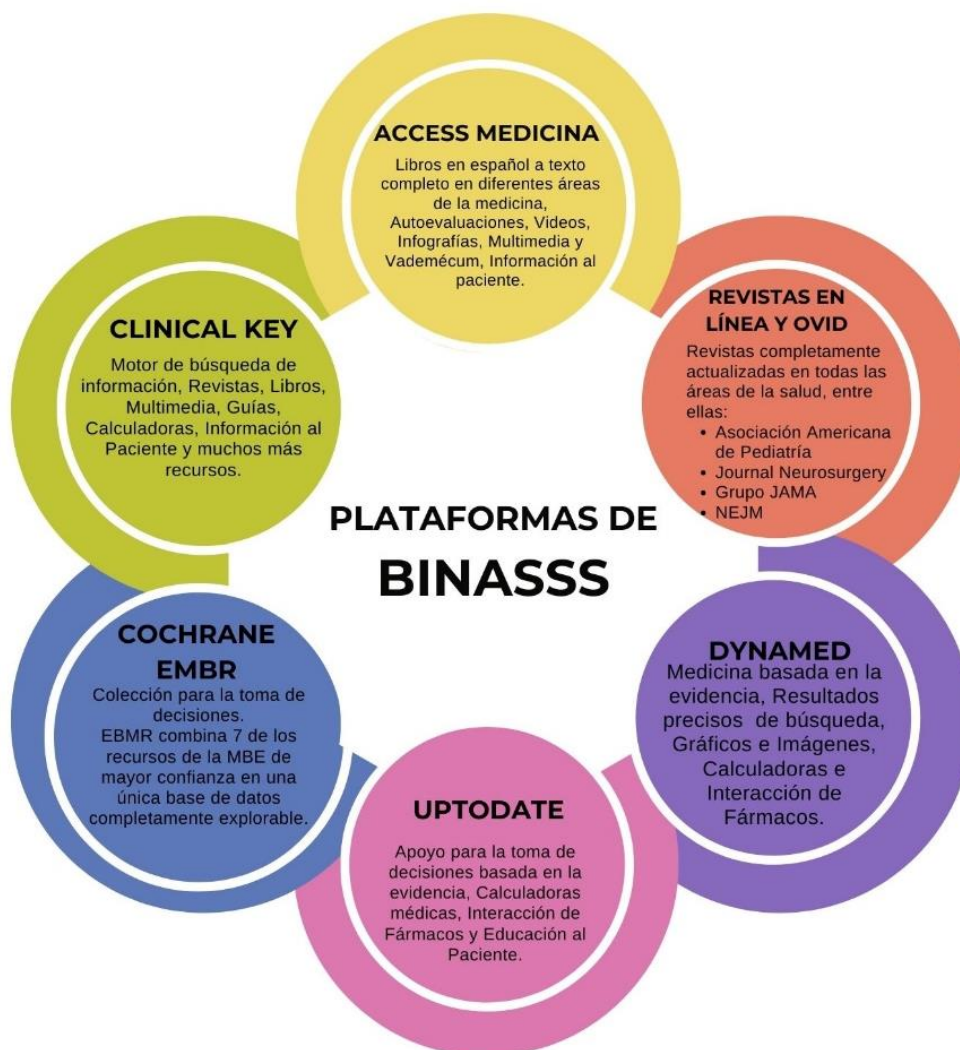 ACCESS MEDICINA
Libros en español a texto
completo en diferentes áreas
de la medicina,
Autoevaluaciones, Videos,
Infografías, Multimedia y
Vademécum, Información al
paciente.
REVISTAS EN
LÍNEA Y OVID
Revistas completamente
actualizadas en todas las
áreas de la salud, entre
ellas:
• Asociación Americana
de Pediatría
• Journal Neurosurgery
• Grupo JAMA
• NEJM
CLINICAL KEY
Motor de búsqueda de
información, Revistas, Libros,
Multimedia, Guías,
Calculadoras, Información al
Paciente y muchos más
recursos.
PLATAFORMAS DE
BINASSS
COCHRANE
EMBR
Colección para la toma de
decisiones.
EBMR combina 7 de los
recursos de la MBE de
mayor confianza en una
única base de datos
completamente explorable.
DYNAMED
Medicina basada en la
evidencia, Resultados
precisos de búsqueda,
Gráficos e Imágenes,
Calculadoras e
Interacción de
Fármacos.
UPTODATE
Apoyo para la toma de
decisiones basada en la
evidencia, Calculadoras
médicas, Interacción de
Fármacos y Educación al
Paciente.